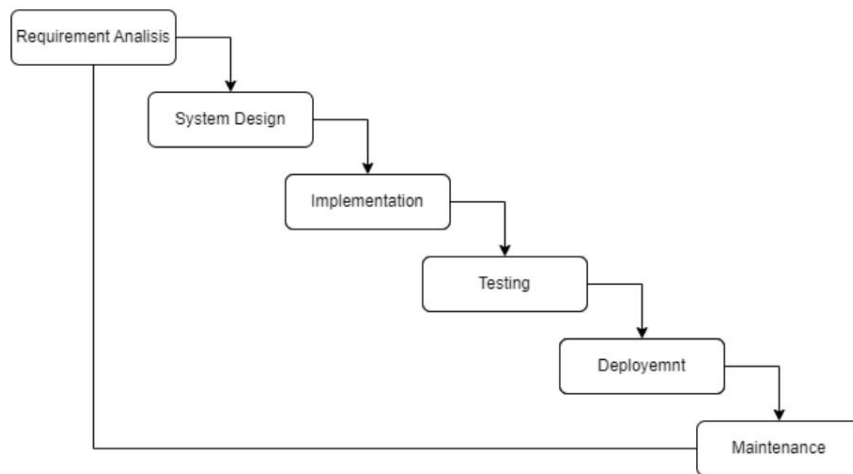 Requirement Analisis
System Design
Implementation
Testing
Deployemnt
Maintenance